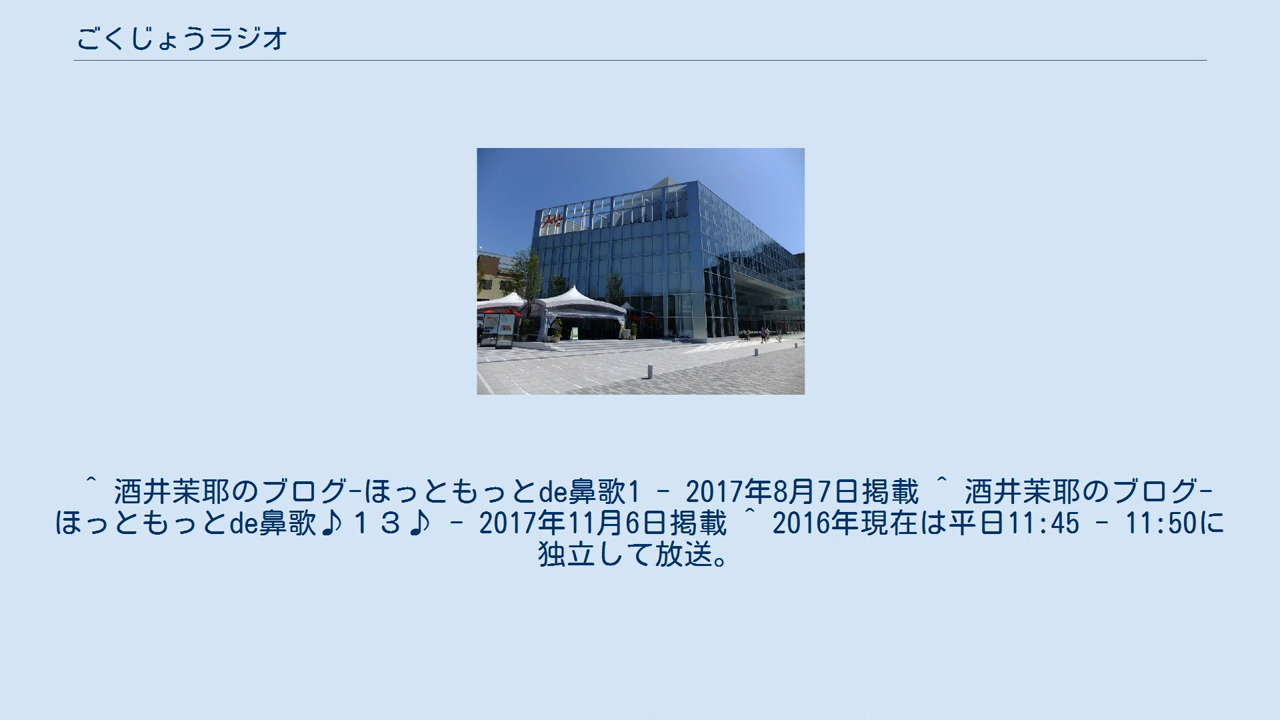 ごくじょうラジオ
^ 酒井茉耶のブログ-ほっともっとde鼻歌1 - 2017年8月7日掲載 ^ 酒井茉耶のブログ-
ほっともっとde鼻歌♪１３♪ - 2017年11月6日掲載 ^ 2016年現在は平日11:45 - 11:50に
独立して放送。